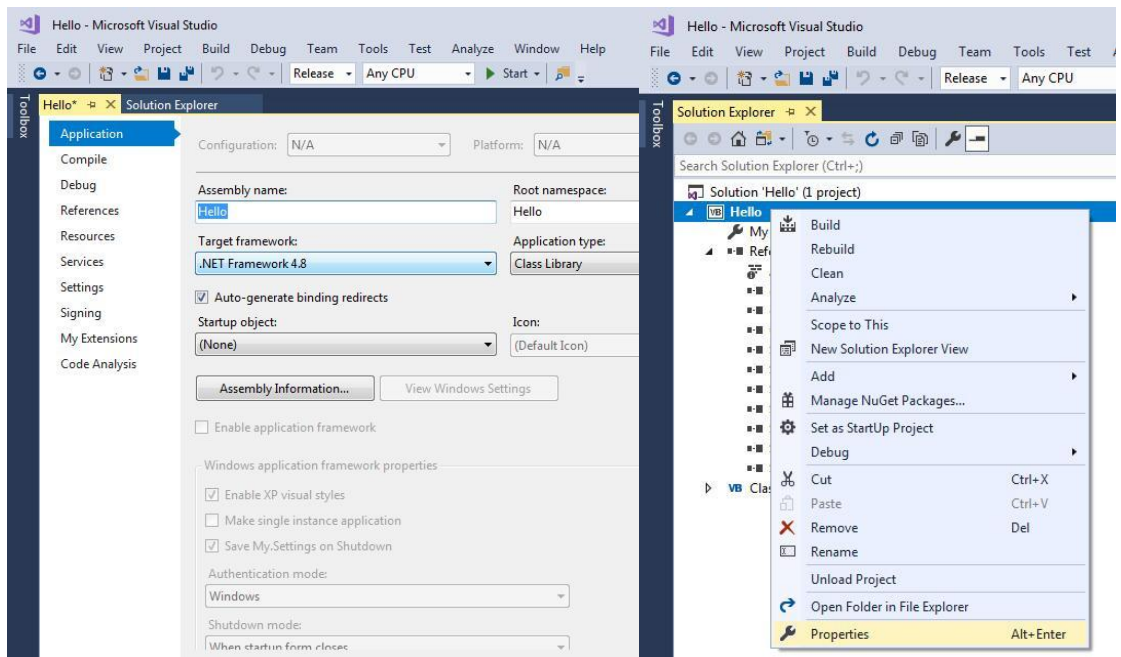 Hello - Microsoft Visual Studio
File Edit View Project Build Debug Team Tools Test Analyze Window Help
Release Any CPU Start
Toolbox
Hello* Solution Explorer
Application
Compile
Debug
References
Resources
Services
Settings
Signing
My Extensions
Code Analysis
Configuration: N/A Platform: N/A
Assembly name: Root namespace:
Hello Hello
Target framework: Application type:
.NET Framework 4.8 Class Library
Auto-generate binding redirects
Startup object: Icon:
(None) (Default Icon)
Assembly Information... View Windows Settings
Enable application framework
Windows application framework properties
Enable XP visual styles
Make single instance application
Save My.Settings on Shutdown
Authentication mode:
Windows
Shutdown mode:
When startup form closes
Hello - Microsoft Visual Studio
File Edit View Project Build Debug Team Tools Test
Release Any CPU
Toolbox
Solution Explorer
Search Solution Explorer (Ctrl+;)
Solution 'Hello' (1 project)
VB Hello
My
Refe
VB Clas
Build
Rebuild
Clean
Analyze
Scope to This
New Solution Explorer View
Add
Manage NuGet Packages...
Set as StartUp Project
Debug
Cut Ctrl+X
Paste Ctrl+V
Remove Del
Rename
Unload Project
Open Folder in File Explorer
Properties Alt+Enter